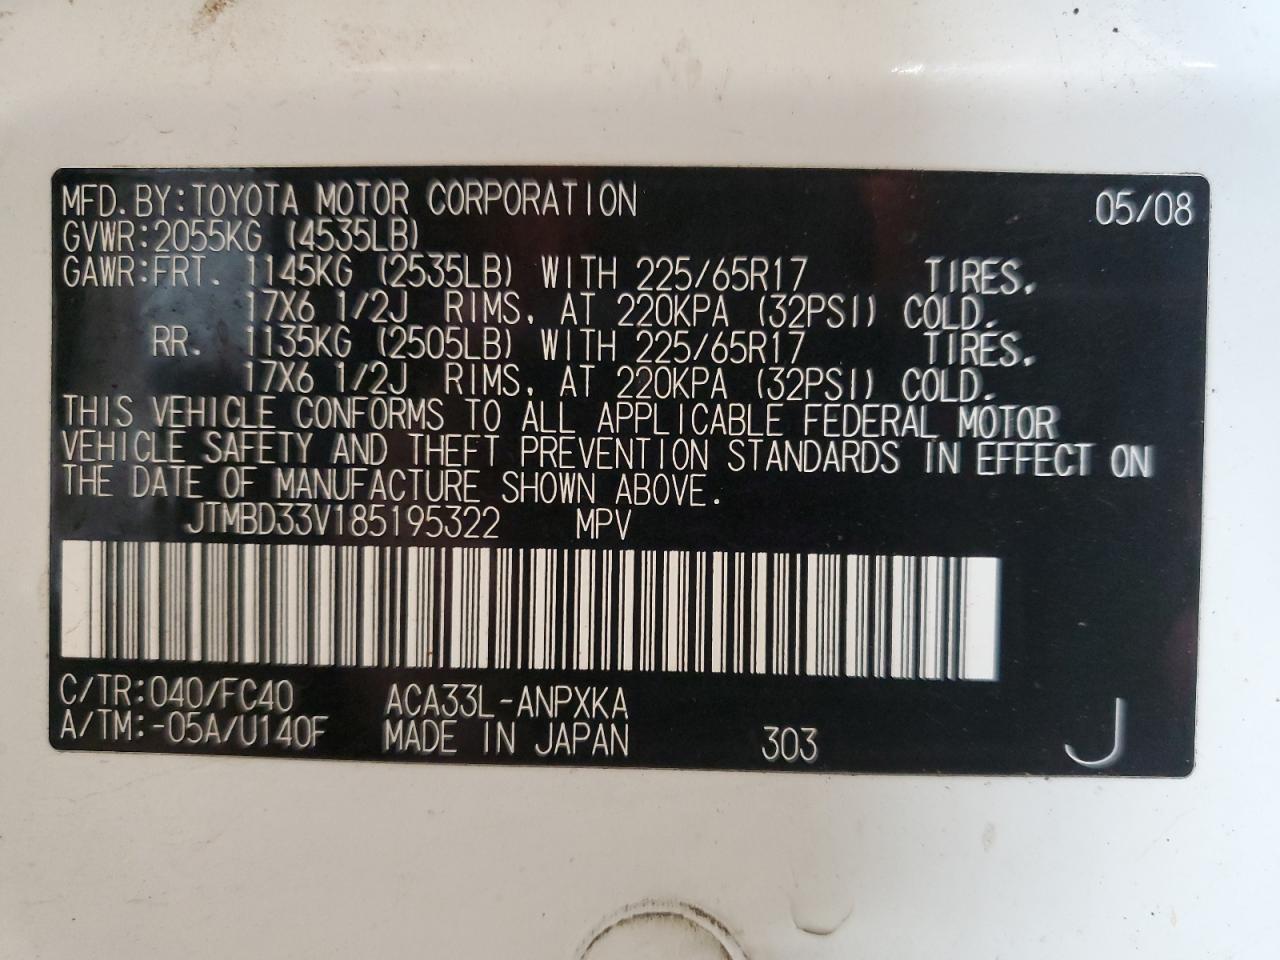 MFD. BY: TOYOTA MOTOR CORPORATION 05/08
GVWR: 2055KG (4535LB)
GAWR: FRT. 1145KG (2535LB) WITH 225/65R17 TIRES,
17X6 1/2J RIMS, AT 220KPA (32PSI) COLD.
RR. 1135KG (2505LB) WITH 225/65R17 TIRES,
17X6 1/2J RIMS, AT 220KPA (32PSI) COLD.
THIS VEHICLE CONFORMS TO ALL APPLICABLE FEDERAL MOTOR
VEHICLE SAFETY AND THEFT PREVENTION STANDARDS IN EFFECT ON
THE DATE OF MANUFACTURE SHOWN ABOVE.
JTMBD33V185195322 MPV
C/TR: 040/FC40 ACA33L-ANPXKA
A/TM: -05A/U140F MADE IN JAPAN 303 J